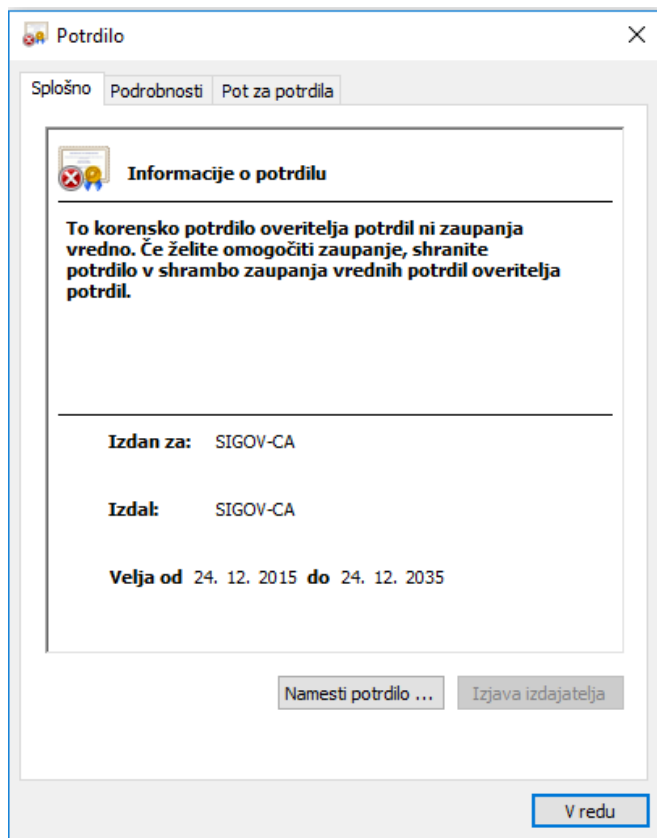 Potrdilo
Splošno Podrobnosti Pot za potrdila
Informacije o potrdilu
To korensko potrdilo overitelja potrdil ni zaupanja
vredno. Če želite omogočiti zaupanje, shranite
potrdilo v shrambo zaupanja vrednih potrdil overitelja
potrdil.
Izdan za: SIGOV-CA
Izdal: SIGOV-CA
Velja od 24. 12. 2015 do 24. 12. 2035
Namesti potrdilo ... Izjava izdajatelja
V redu